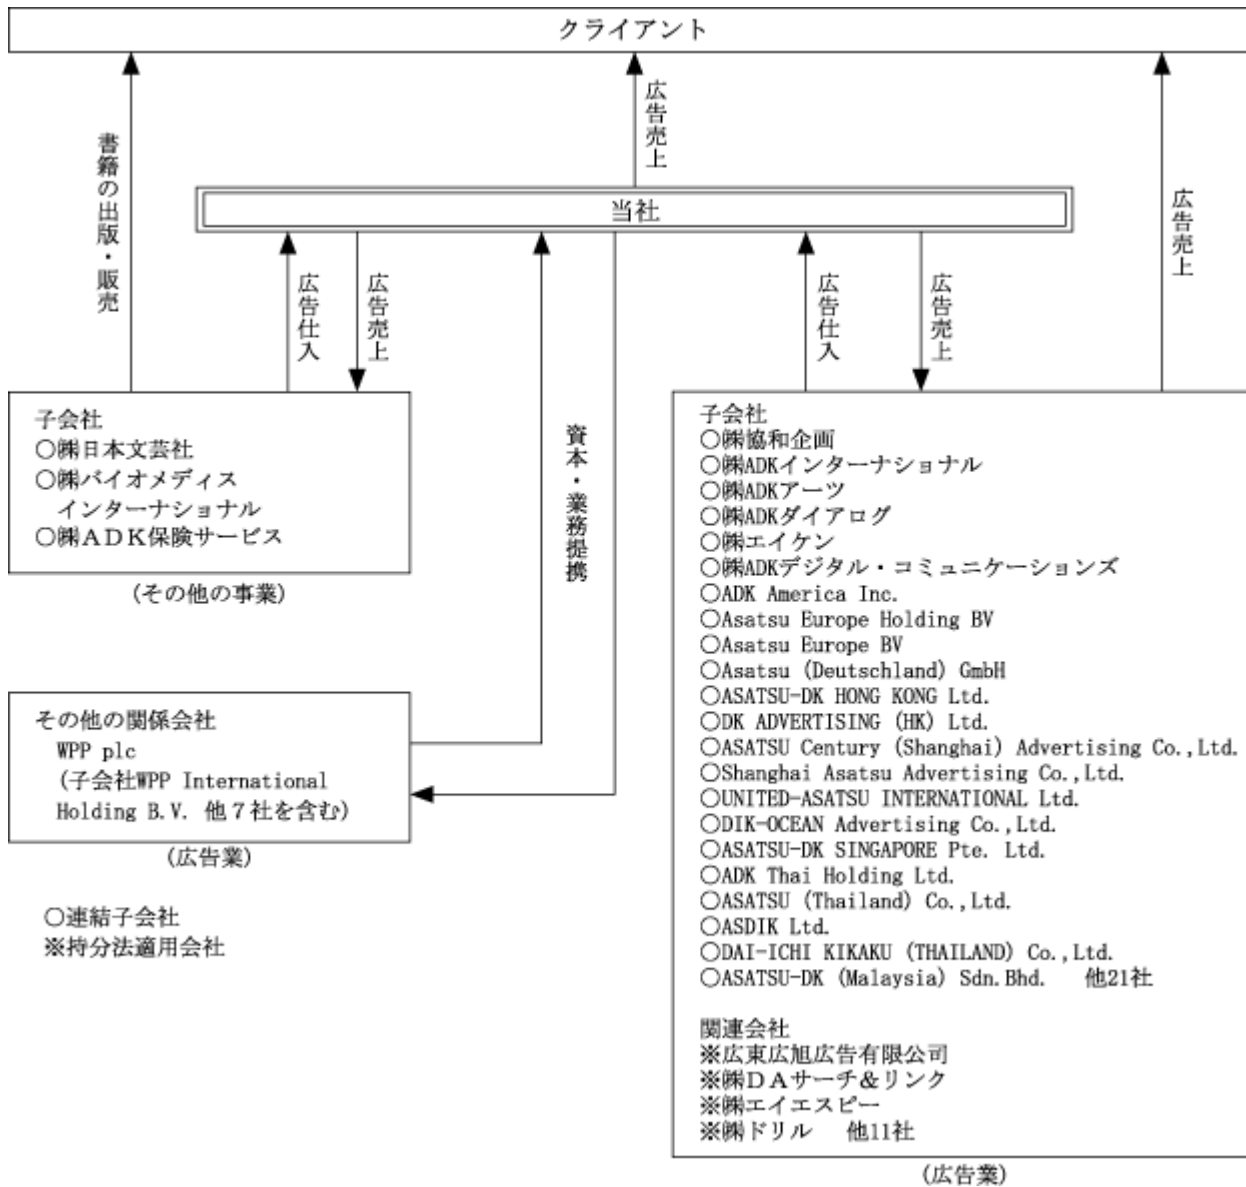 クライアント
広告売上
書籍の出版・販売
広告売上
当社
広告仕入
広告売上
広告仕入
広告売上
資本・業務提携
子会社
○㈱日本文芸社
○㈱バイオメディス
インターナショナル
○㈱ＡＤＫ保険サービス
(その他の事業)
その他の関係会社
WPP plc
(子会社WPP International
Holding B.V. 他７社を含む)
(広告業)
○連結子会社
※持分法適用会社
子会社
○㈱協和企画
○㈱ADKインターナショナル
○㈱ADKアーツ
○㈱ADKダイアログ
○㈱エイケン
○㈱ADKデジタル・コミュニケーションズ
○ADK America Inc.
○Asatsu Europe Holding BV
○Asatsu Europe BV
○Asatsu (Deutschland) GmbH
○ASATSU-DK HONG KONG Ltd.
○DK ADVERTISING (HK) Ltd.
○ASATSU Century (Shanghai) Advertising Co.,Ltd.
○Shanghai Asatsu Advertising Co.,Ltd.
○UNITED-ASATSU INTERNATIONAL Ltd.
○DIK-OCEAN Advertising Co.,Ltd.
○ASATSU-DK SINGAPORE Pte. Ltd.
○ADK Thai Holding Ltd.
○ASATSU (Thailand) Co.,Ltd.
○ASDIK Ltd.
○DAI-ICHI KIKAKU (THAILAND) Co.,Ltd.
○ASATSU-DK (Malaysia) Sdn.Bhd. 他21社
関連会社
※広東広旭広告有限公司
※㈱ＤＡサーチ＆リンク
※㈱エイエスピー
※㈱ドリル 他11社
(広告業)